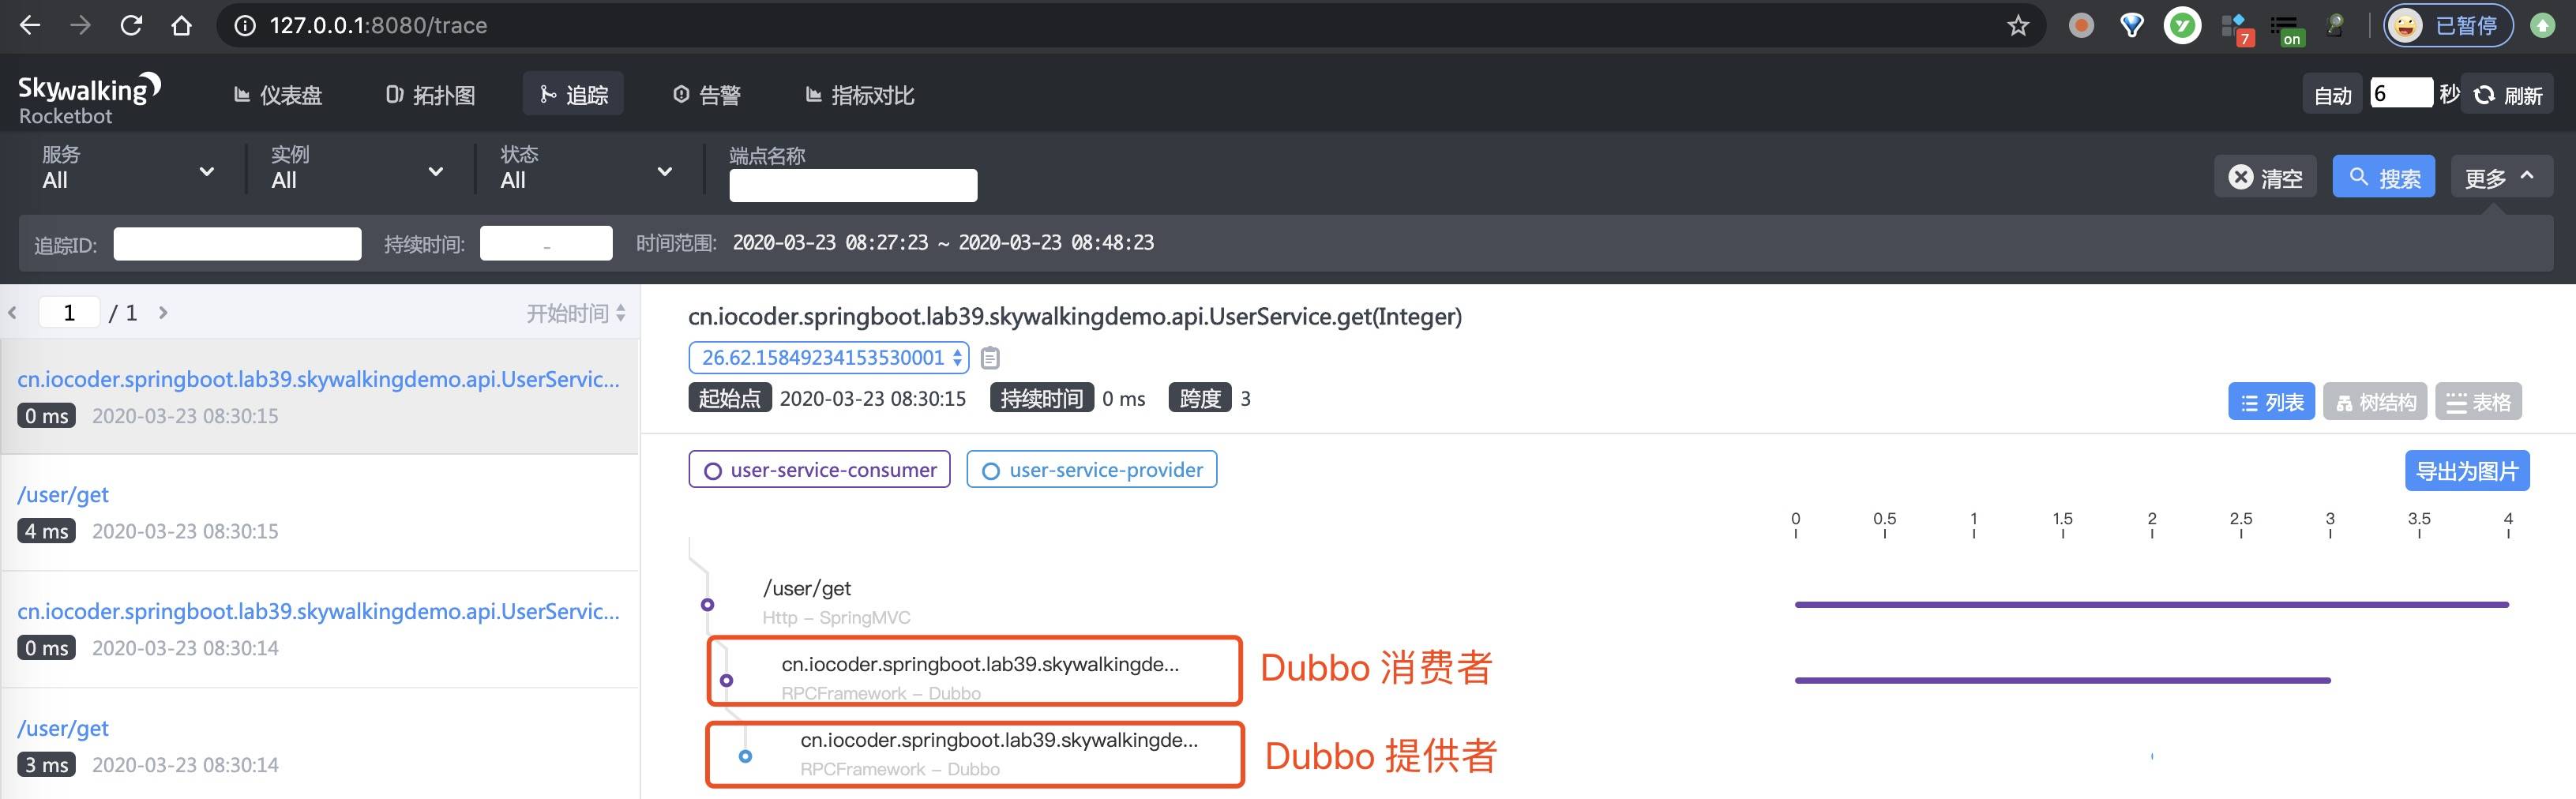 127.0.0.1:8080/trace
7
on
已暂停
Skywalking
Rocketbot
仪表盘
拓扑图
追踪
告警
指标对比
自动
6
秒
刷新
服务
All
实例
All
状态
All
端点名称
清空
搜索
更多
追踪ID:
持续时间:
-
时间范围:
2020-03-23 08:27:23 ~ 2020-03-23 08:48:23
1
/ 1
开始时间
cn.iocoder.springboot.lab39.skywalkingdemo.api.UserServic...
0 ms
2020-03-23 08:30:15
/user/get
4 ms
2020-03-23 08:30:15
cn.iocoder.springboot.lab39.skywalkingdemo.api.UserServic...
0 ms
2020-03-23 08:30:14
/user/get
3 ms
2020-03-23 08:30:14
cn.iocoder.springboot.lab39.skywalkingdemo.api.UserService.get(Integer)
26.62.15849234153530001
起始点
2020-03-23 08:30:15
持续时间
0 ms
跨度
3
列表
树结构
表格
user-service-consumer
user-service-provider
导出为图片
0
0.5
1
1.5
2
2.5
3
3.5
4
/user/get
Http – SpringMVC
cn.iocoder.springboot.lab39.skywalkingde...
RPCFramework – Dubbo
Dubbo 消费者
cn.iocoder.springboot.lab39.skywalkingde...
RPCFramework – Dubbo
Dubbo 提供者